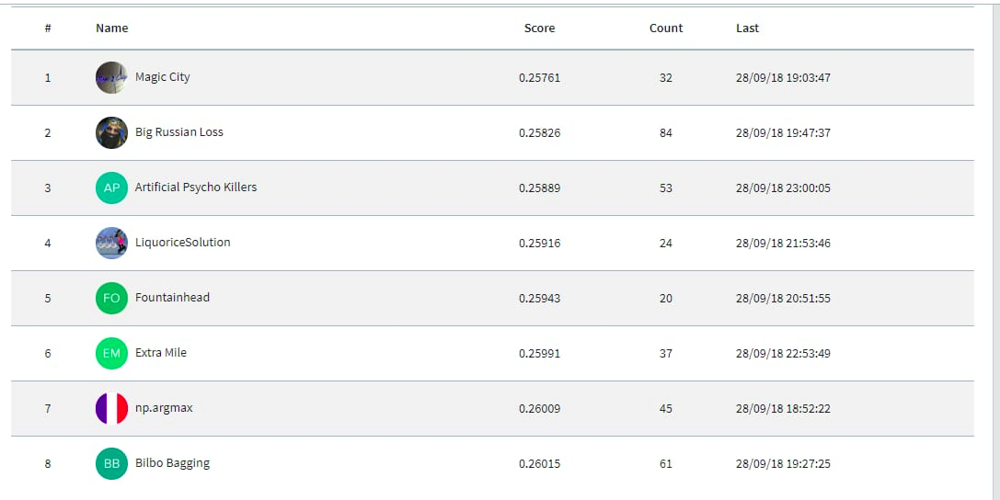 # Name Score Count Last
1 Magic City 0.25761 32 28/09/18 19:03:47
2 Big Russian Loss 0.25826 84 28/09/18 19:47:37
3 AP Artificial Psycho Killers 0.25889 53 28/09/18 23:00:05
4 LiquoriceSolution 0.25916 24 28/09/18 21:53:46
5 FO Fountainhead 0.25943 20 28/09/18 20:51:55
6 EM Extra Mile 0.25991 37 28/09/18 22:53:49
7 np.argmax 0.26009 45 28/09/18 18:52:22
8 BB Bilbo Bagging 0.26015 61 28/09/18 19:27:25